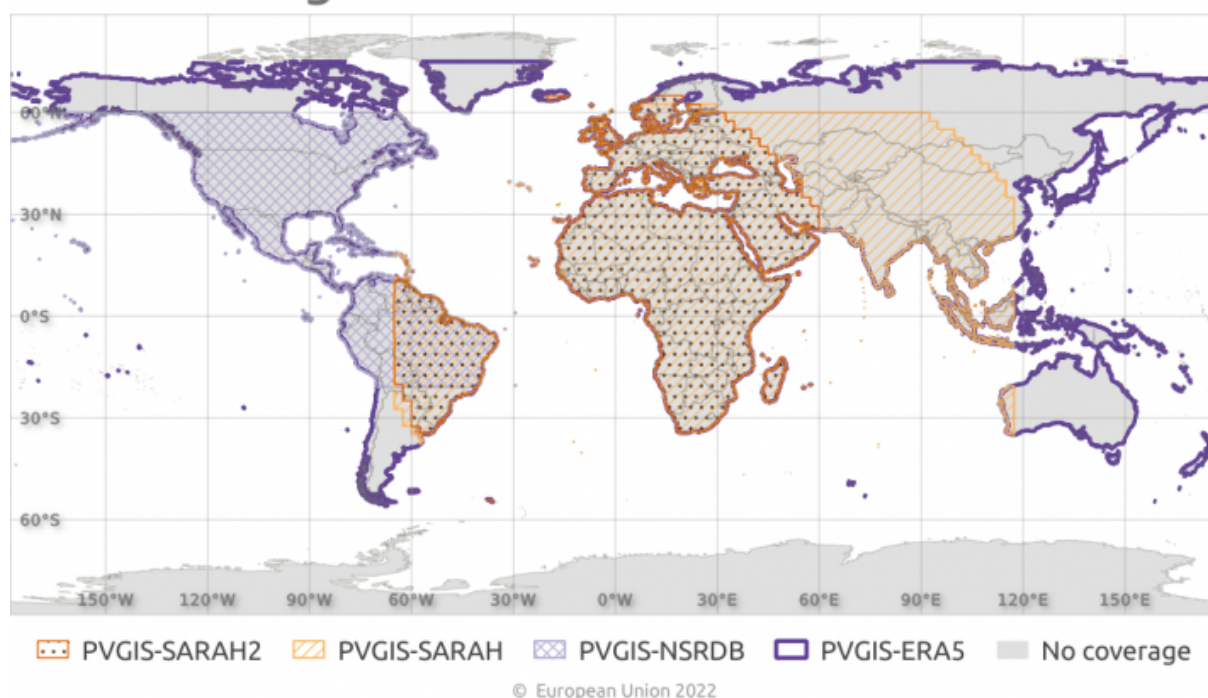 60°N
30°N
0°S
30°S
60°S
150°W 120°W 90°W 60°W 30°W 0°W 30°E 60°E 90°E 120°E 150°E
PVGIS-SARAH2 PVGIS-SARAH PVGIS-NSRDB PVGIS-ERA5 No coverage
© European Union 2022